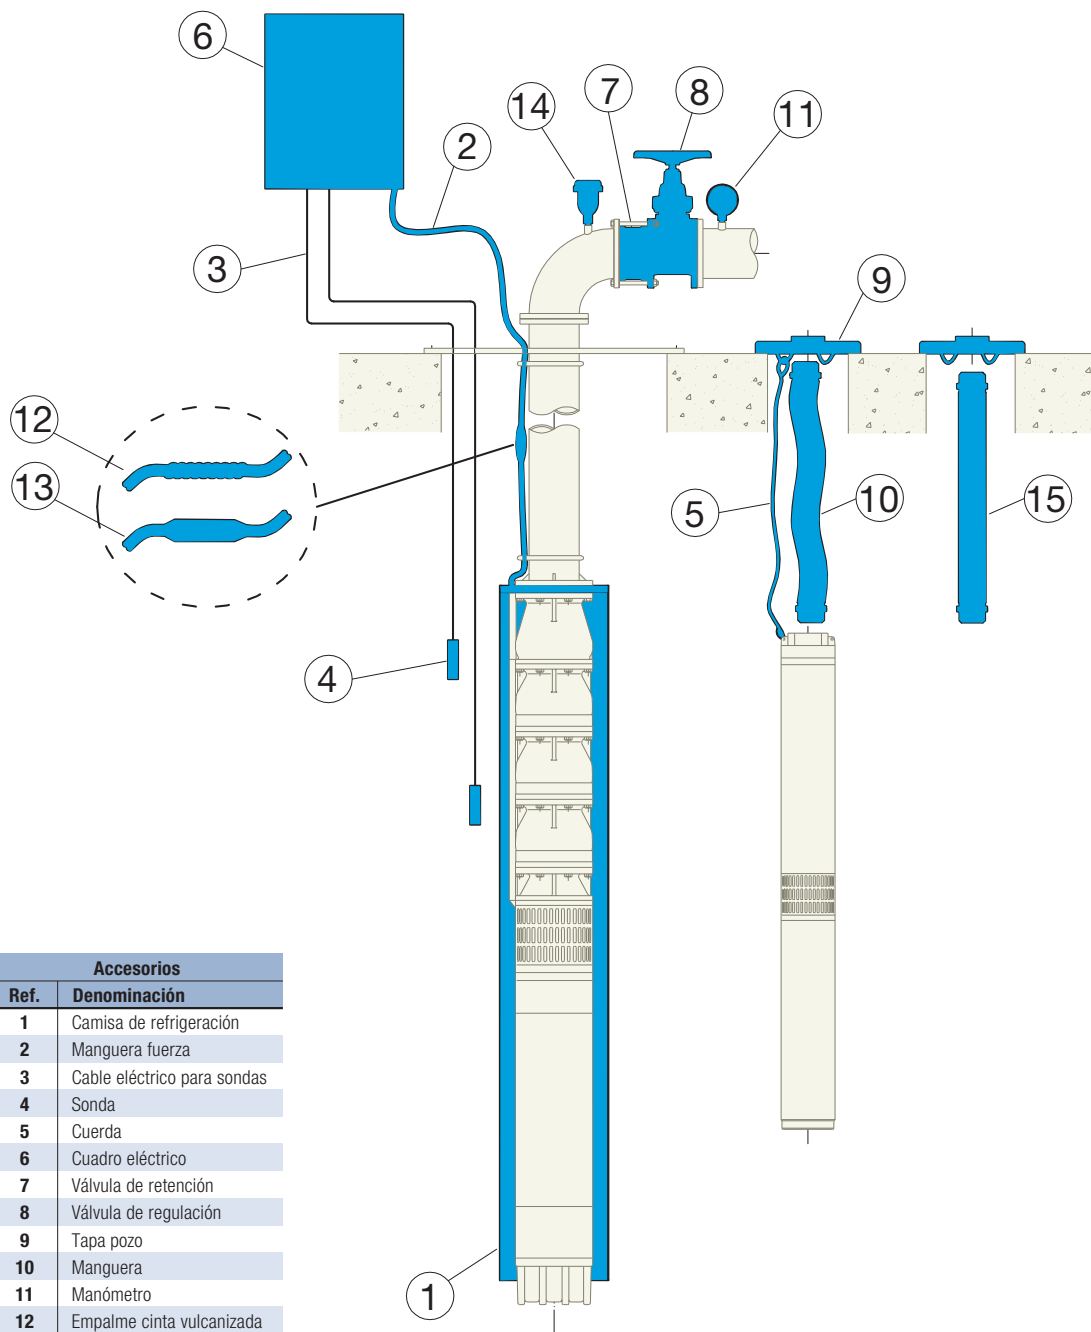 6
14
7
8
11
2
3
9
12
13
5
10
15
4
1
Accesorios
Ref. Denominación
1 Camisa de refrigeración
2 Manguera fuerza
3 Cable eléctrico para sondas
4 Sonda
5 Cuerda
6 Cuadro eléctrico
7 Válvula de retención
8 Válvula de regulación
9 Tapa pozo
10 Manguera
11 Manómetro
12 Empalme cinta vulcanizada